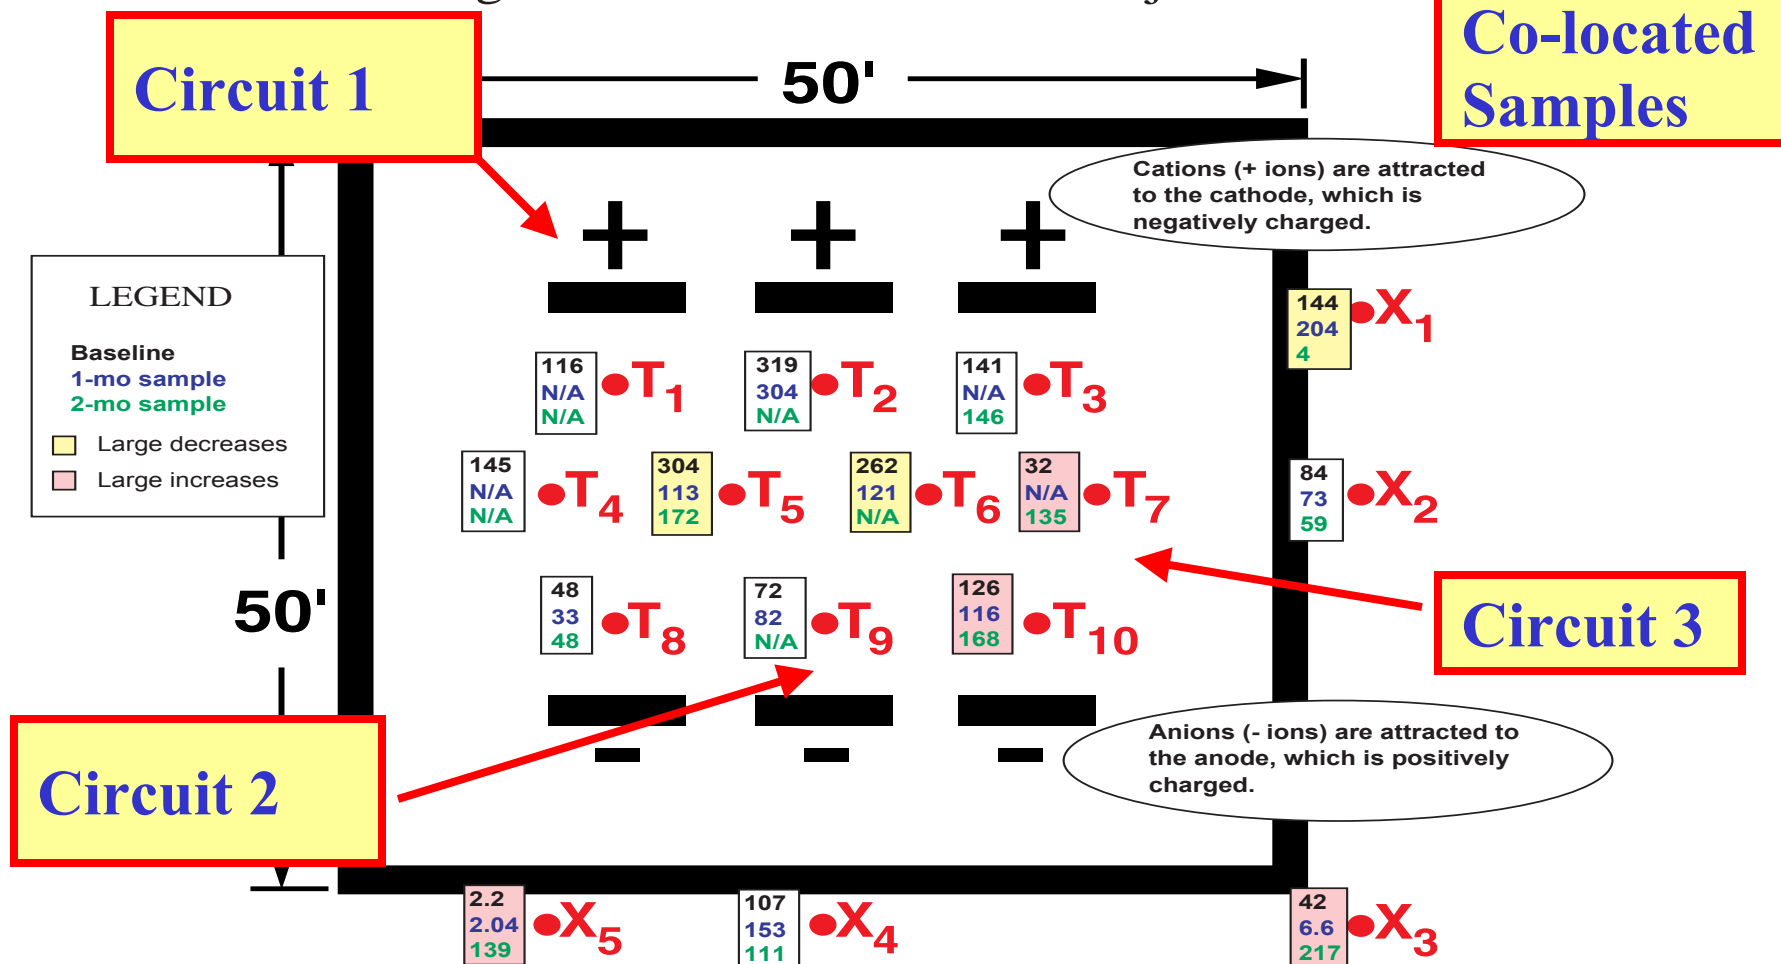 Co-located
Samples
Circuit 1
50'
Cations (+ ions) are attracted
to the cathode, which is
negatively charged.
+ + +
LEGEND
Baseline
1-mo sample
2-mo sample
Large decreases
Large increases
144
204
4
X1
116
N/A
N/A
T1
319
304
N/A
T2
141
N/A
146
T3
145
N/A
N/A
T4
304
113
172
T5
262
121
N/A
T6
32
N/A
135
T7
84
73
59
X2
50'
48
33
48
T8
72
82
N/A
T9
126
116
168
T10
Circuit 3
- - -
Anions (- ions) are attracted to
the anode, which is positively
charged.
Circuit 2
2.2
2.04
139
X5
107
153
111
X4
42
6.6
217
X3